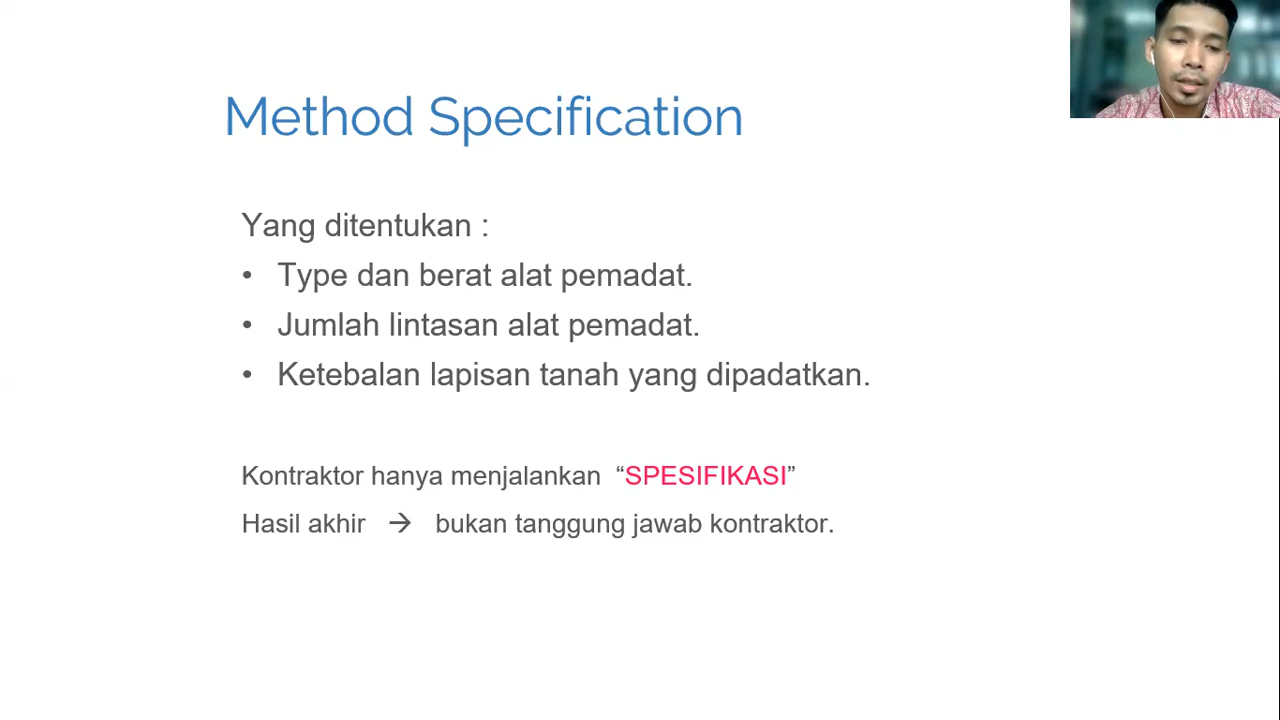 Method Specification
Yang ditentukan :
• Type dan berat alat pemadat.
• Jumlah lintasan alat pemadat.
• Ketebalan lapisan tanah yang dipadatkan.
Kontraktor hanya menjalankan “SPESIFIKASI”
Hasil akhir → bukan tanggung jawab kontraktor.